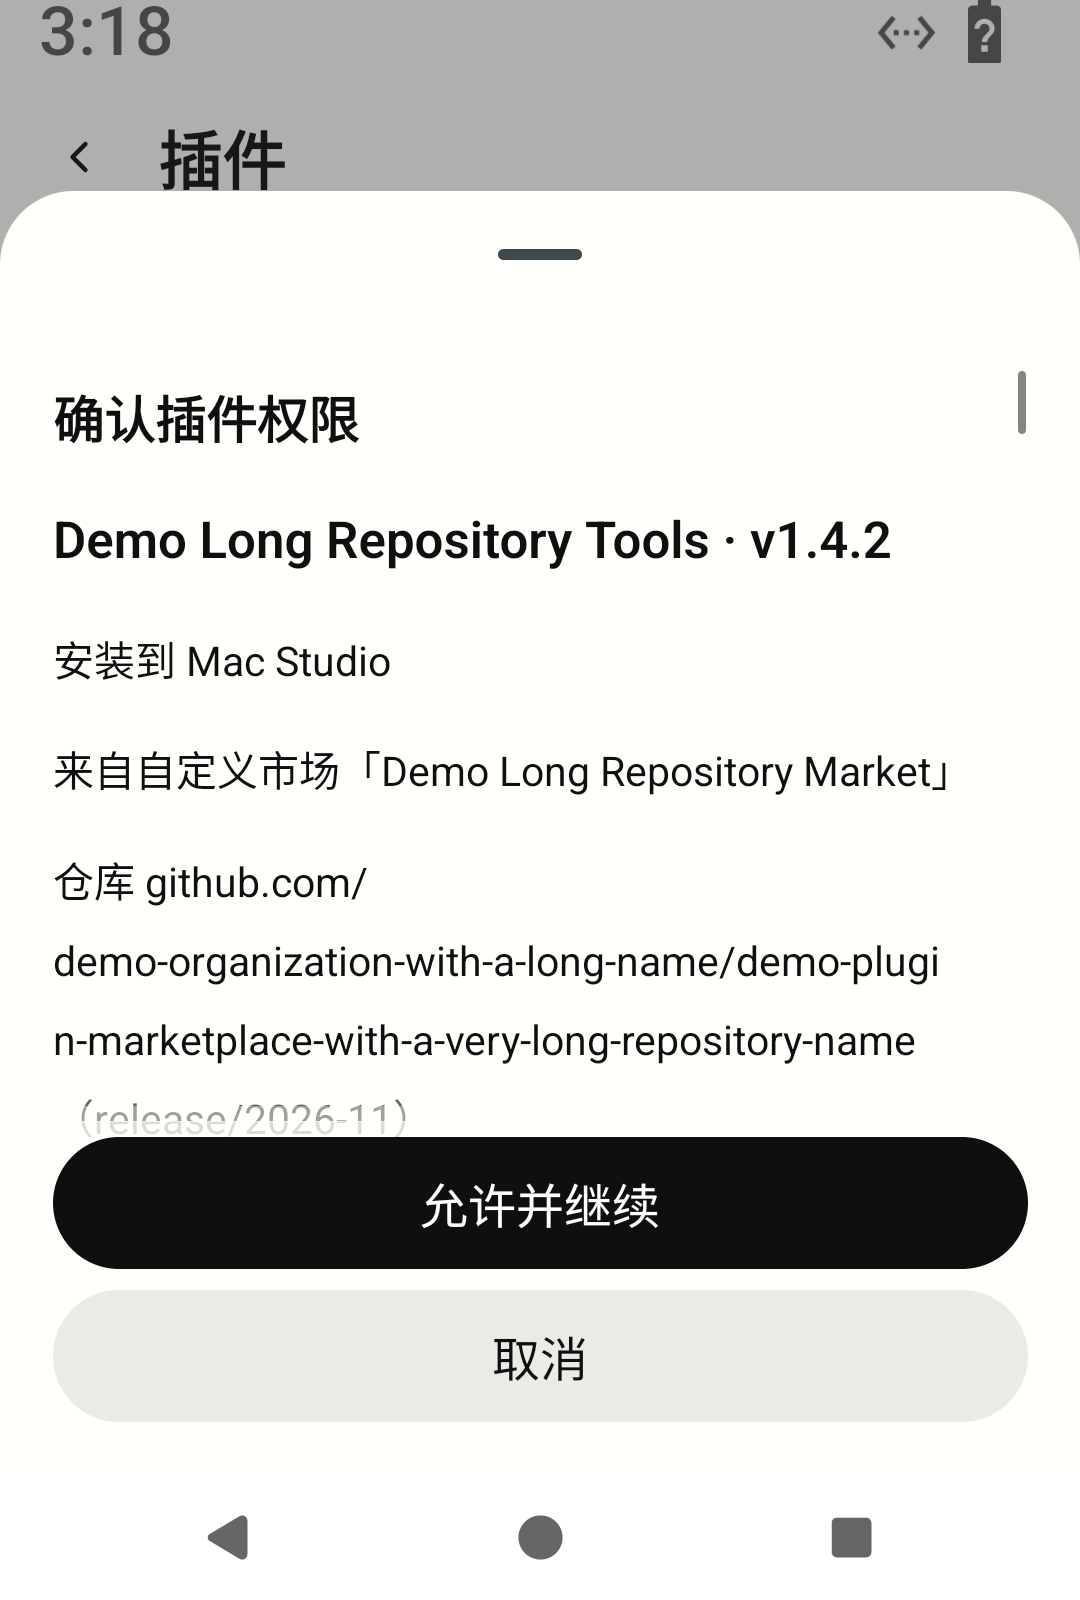 3:18
插件
确认插件权限
Demo Long Repository Tools · v1.4.2
安装到 Mac Studio
来自自定义市场「Demo Long Repository Market」
仓库 github.com/
demo-organization-with-a-long-name/demo-plugi
n-marketplace-with-a-very-long-repository-name
（release/2026-11）
允许并继续
取消